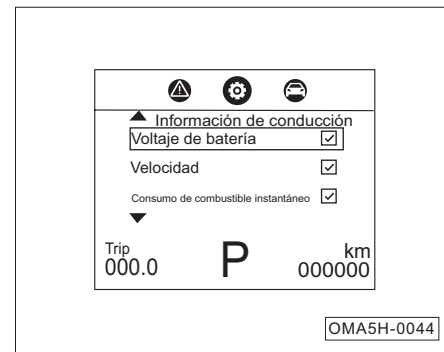 Información de conducción
Voltaje de batería
Velocidad
Consumo de combustible instantáneo
Trip
000.0
P
km
000000
OMA5H-0044